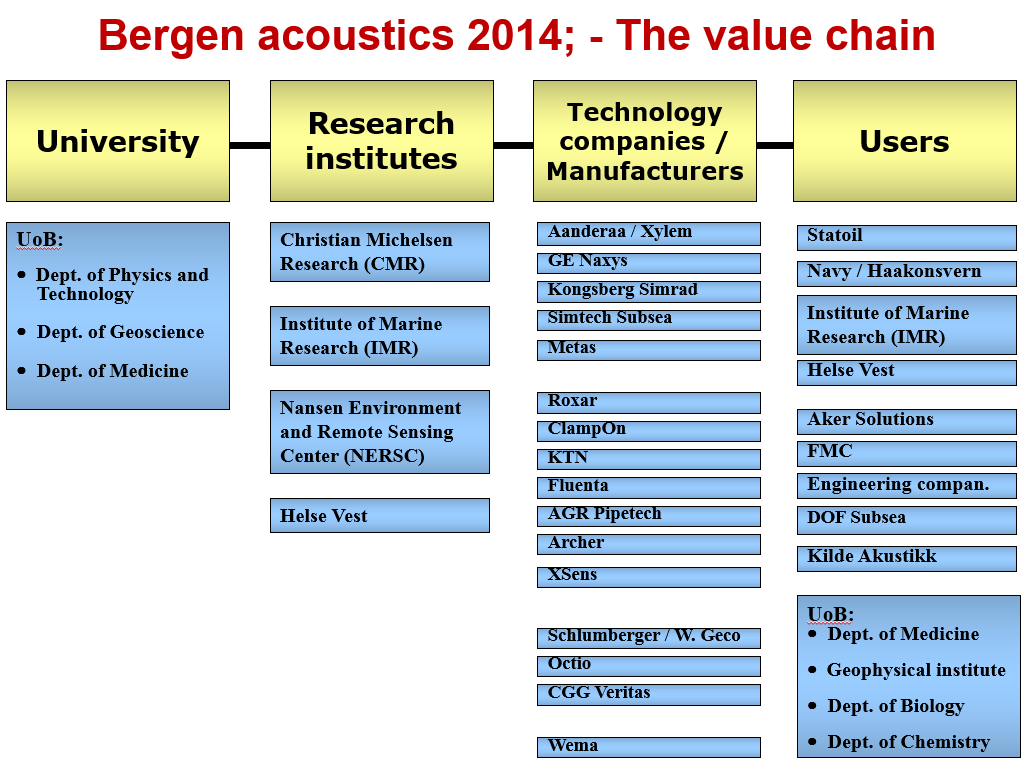 Bergen acoustics 2014; - The value chain
University
Research
institutes
Technology
companies /
Manufacturers
Users
UoB:
• Dept. of Physics and
Technology
• Dept. of Geoscience
• Dept. of Medicine
Christian Michelsen
Research (CMR)
Institute of Marine
Research (IMR)
Nansen Environment
and Remote Sensing
Center (NERSC)
Helse Vest
Aanderaa / Xylem
GE Naxys
Kongsberg Simrad
Simtech Subsea
Metas
Roxar
ClampOn
KTN
Fluenta
AGR Pipetech
Archer
XSens
Schlumberger / W. Geco
Octio
CGG Veritas
Wema
Statoil
Navy / Haakonsvern
Institute of Marine
Research (IMR)
Helse Vest
Aker Solutions
FMC
Engineering compan.
DOF Subsea
Kilde Akustikk
UoB:
• Dept. of Medicine
• Geophysical institute
• Dept. of Biology
• Dept. of Chemistry